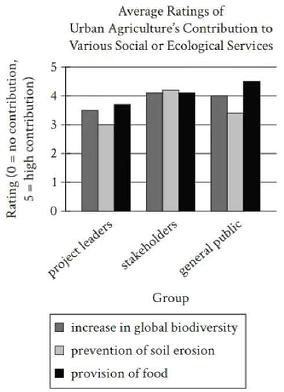 Average Ratings of
Urban Agriculture's Contribution to
Various Social or Ecological Services
Rating (0 = no contribution,
5 = high contribution)
5
4
3
2
1
0
project leaders
stakeholders
general public
Group
increase in global biodiversity
prevention of soil erosion
provision of food